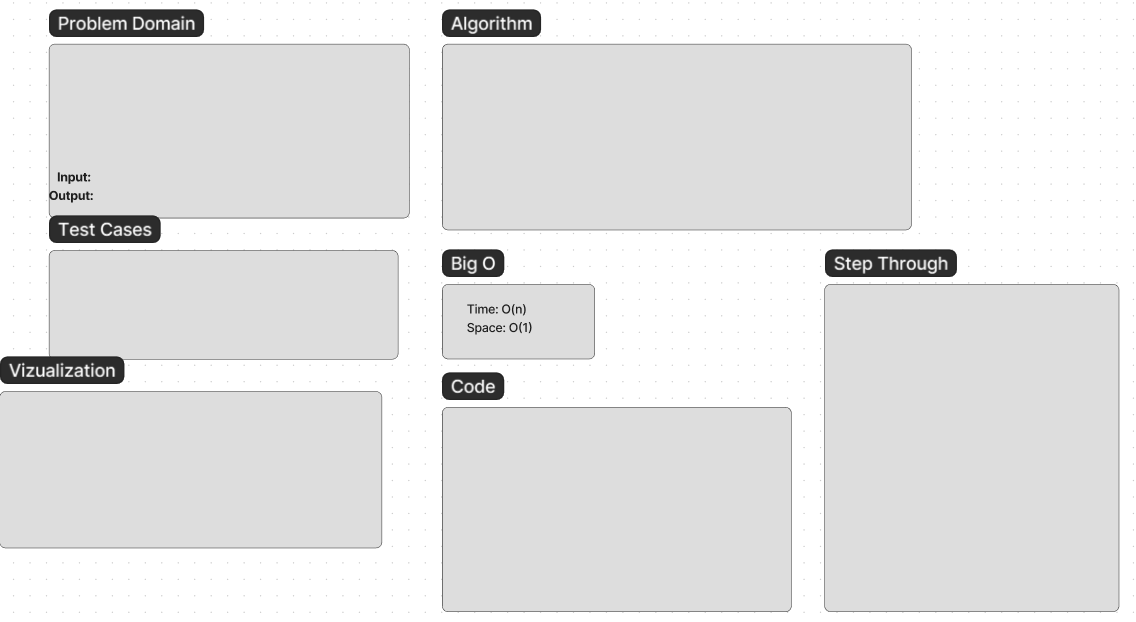 Problem Domain
Input:
Output:
Test Cases
Vizualization
Algorithm
Big O
Time: O(n)
Space: O(1)
Code
Step Through